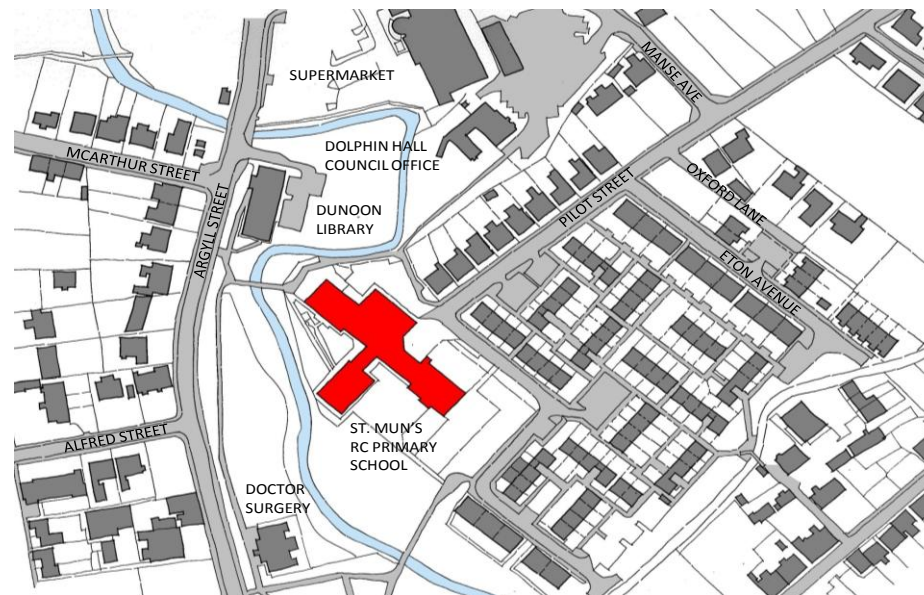 SUPERMARKET
MANSE AVE
DOLPHIN HALL
COUNCIL OFFICE
MCARTHUR STREET
OXFORD LANE
PILOT STREET
DUNOON
LIBRARY
ARGYLL STREET
ETON AVENUE
ST. MUN'S
RC PRIMARY
SCHOOL
ALFRED STREET
DOCTOR
SURGERY